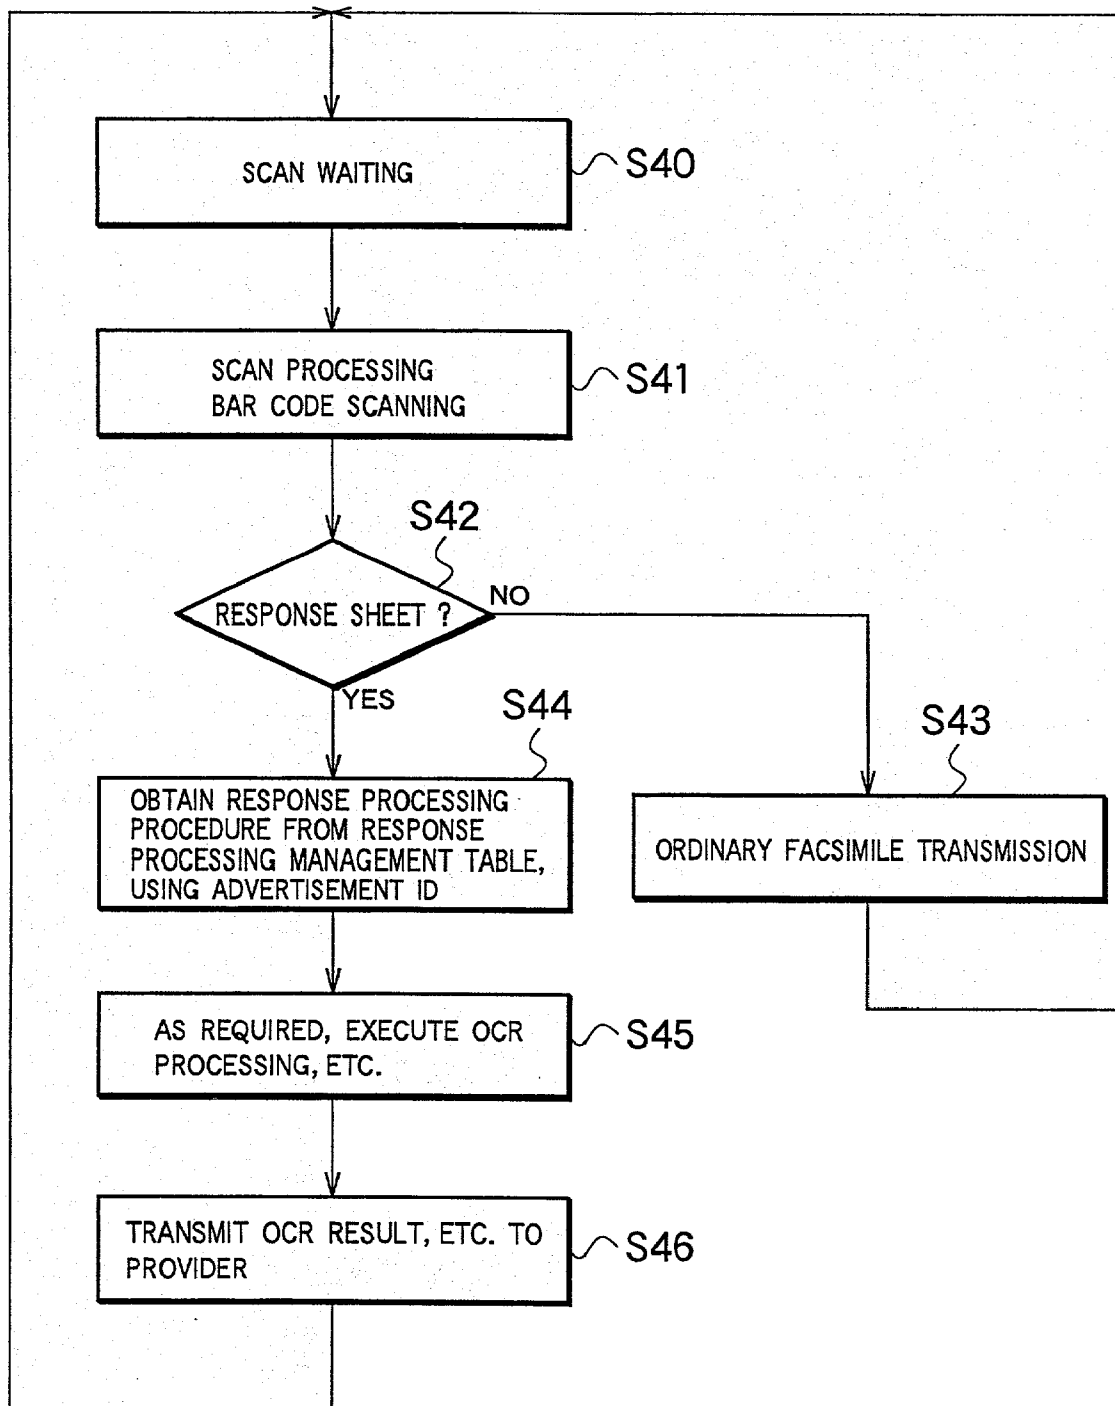 SCAN WAITING
S40
SCAN PROCESSING
BAR CODE SCANNING
S41
S42
RESPONSE SHEET ?
NO
YES
S44
OBTAIN RESPONSE PROCESSING
PROCEDURE FROM RESPONSE
PROCESSING MANAGEMENT TABLE,
USING ADVERTISEMENT ID
S43
ORDINARY FACSIMILE TRANSMISSION
AS REQUIRED, EXECUTE OCR
PROCESSING, ETC.
S45
TRANSMIT OCR RESULT, ETC. TO
PROVIDER
S46